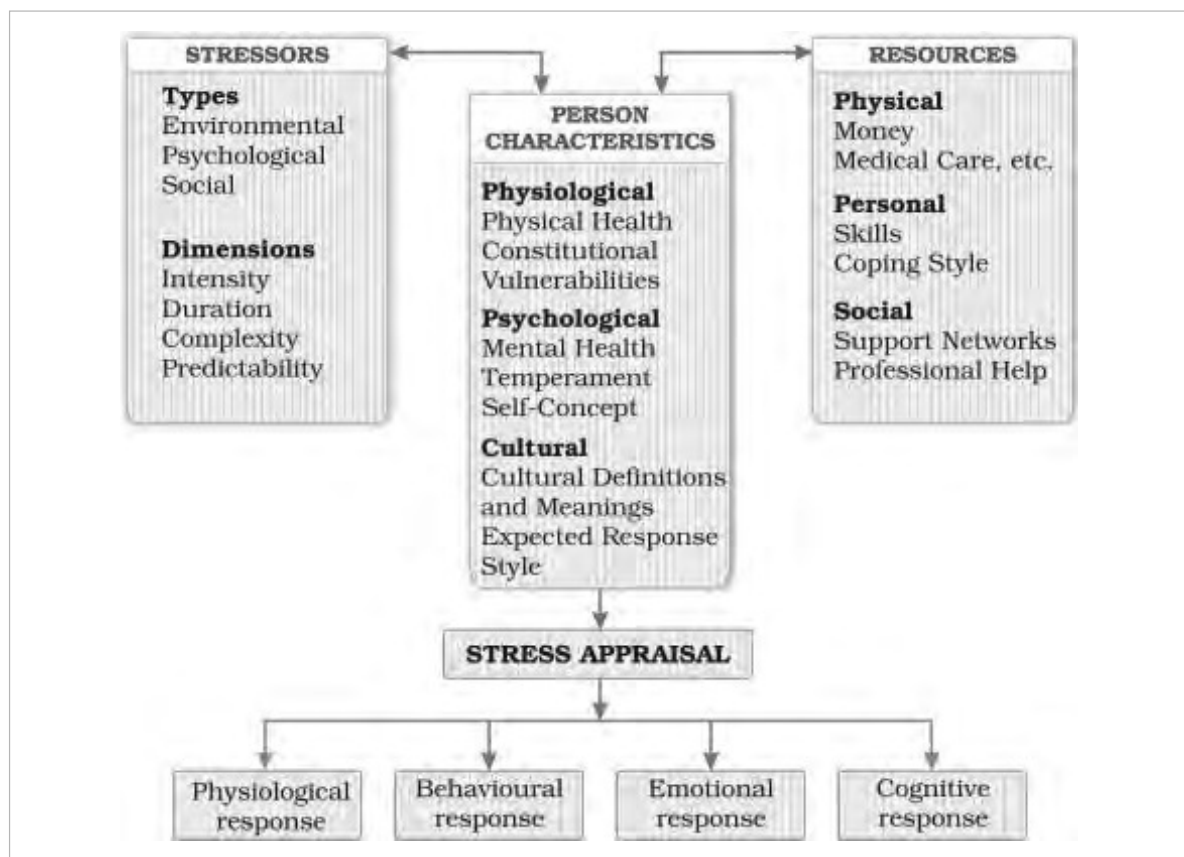 STRESSORS
Types
Environmental
Psychological
Social
Dimensions
Intensity
Duration
Complexity
Predictability
PERSON
CHARACTERISTICS
Physiological
Physical Health
Constitutional
Vulnerabilities
Psychological
Mental Health
Temperament
Self-Concept
Cultural
Cultural Definitions
and Meanings
Expected Response
Style
RESOURCES
Physical
Money
Medical Care, etc.
Personal
Skills
Coping Style
Social
Support Networks
Professional Help
STRESS APPRAISAL
Physiological
response
Behavioural
response
Emotional
response
Cognitive
response